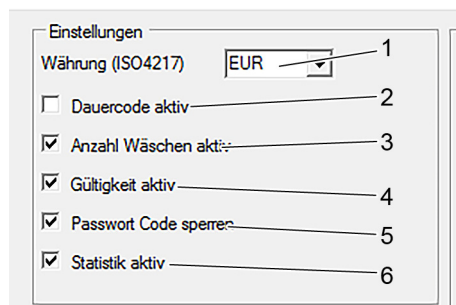 Einstellungen
Währung (ISO4217) EUR 1
Dauercode aktiv 2
Anzahl Wäschen aktiv 3
Gültigkeit aktiv 4
Passwort Code sperren 5
Statistik aktiv 6